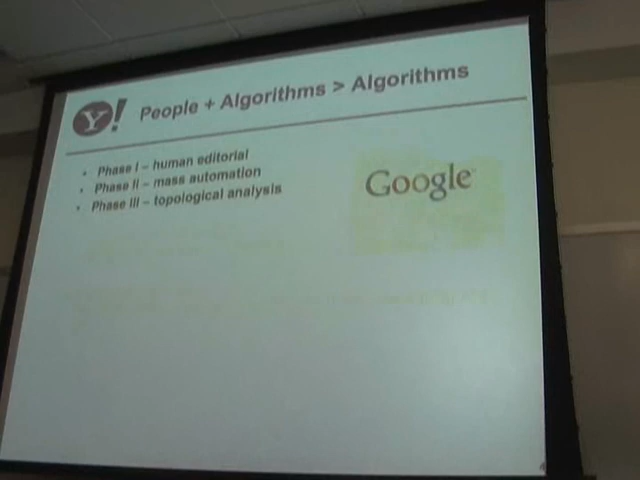 Y!
People + Algorithms > Algorithms
• Phase I – human editorial
• Phase II – mass automation
• Phase III – topological analysis
Google